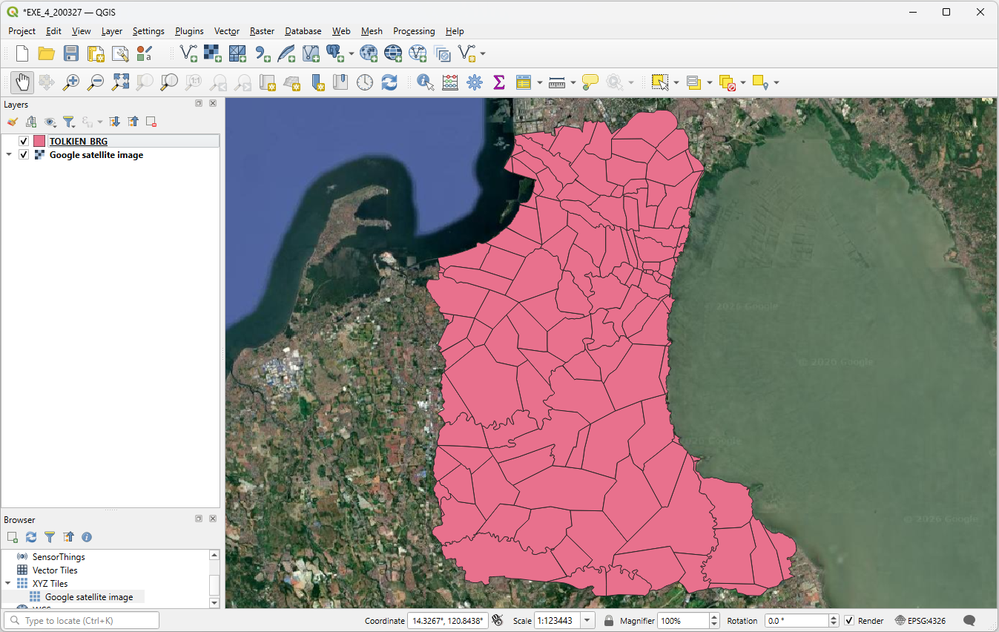 *EXE_4_200327 — QGIS
Project Edit View Layer Settings Plugins Vector Raster Database Web Mesh Processing Help
Layers
TOLKIEN_BRG
Google satellite image
© 2026 Google
© 2026 Google
2026 Google
© 2026 Google
Browser
SensorThings
Vector Tiles
XYZ Tiles
Google satellite image
Type to locate (Ctrl+K)
Coordinate 14.3267°, 120.8438° Scale 1:123443 Magnifier 100% Rotation 0.0 ° Render EPSG:4326